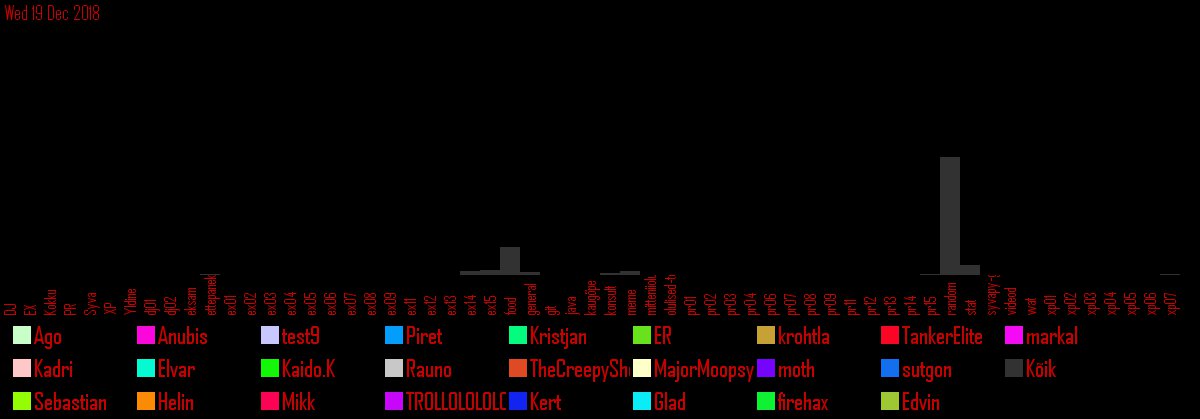 Wed 19 Dec 2018
DJ EX Kokku PR Syva XP Yldine dj01 dj02 eksam ettepanek ex01 ex02 ex03 ex04 ex05 ex06 ex07 ex08 ex09 ex11 ex12 ex13 ex14 ex15 food general git java kaugõpe konsult meme mitteriiol olulised-h pr01 pr02 pr03 pr04 pr06 pr07 pr08 pr09 pr11 pr12 pr13 pr14 pr15 random stat syvapy-( videod wat xp01 xp02 xp03 xp04 xp05 xp06 xp07
Ago Anubis test9 Piret Kristjan ER krohtla TankerElite markal
Kadri Elvar Kaido.K Rauno TheCreepySh MajorMoopsy moth sutgon Kõik
Sebastian Helin Mikk TROLLOLOLOLO Kert Glad firehax Edvin